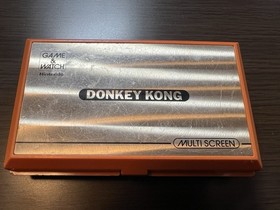 GAME &
WATCH
Nintendo
DONKEY KONG
MULTI SCREEN